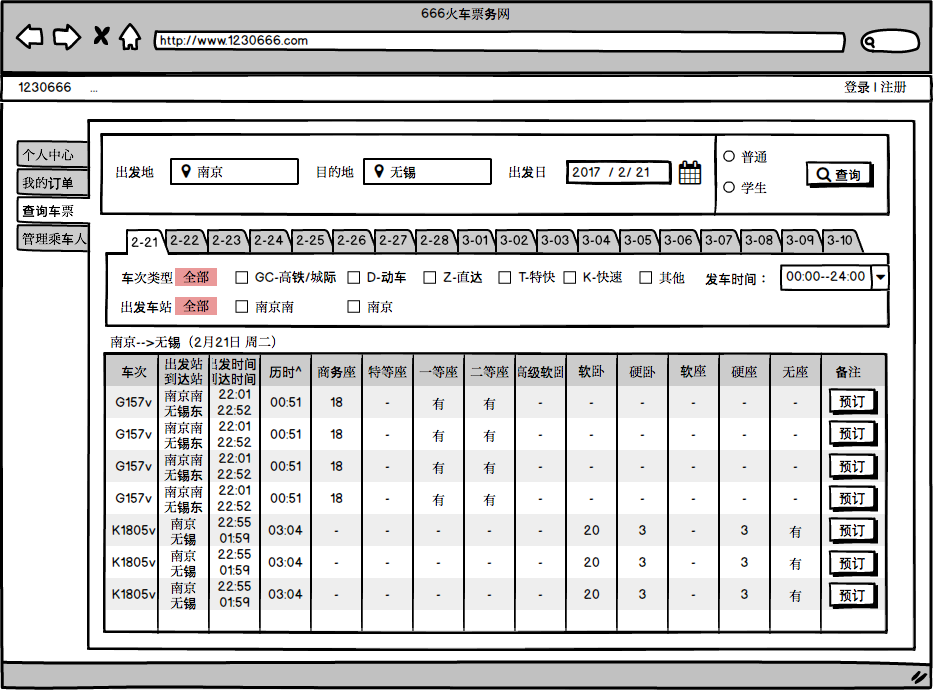 666火车票务网
http://www.1230666.com
1230666 ... 登录 | 注册
个人中心
我的订单
查询车票
管理乘车人
出发地 南京 目的地 无锡 出发日 2017 / 2/ 21
普通
学生
查询
2-21 2-22 2-23 2-24 2-25 2-26 2-27 2-28 3-01 3-02 3-03 3-04 3-05 3-06 3-07 3-08 3-09 3-10
车次类型 全部 GC-高铁/城际 D-动车 Z-直达 T-特快 K-快速 其他 发车时间： 00:00--24:00
出发车站 全部 南京南 南京
南京-->无锡（2月21日 周二）
车次 出发站 到达站 出发时间 到达时间 历时^ 商务座 特等座 一等座 二等座 高级软卧 软卧 硬卧 软座 硬座 无座 备注
G157v 南京南 无锡东 22:01 22:52 00:51 18 - 有 有 - - - - - - 预订
G157v 南京南 无锡东 22:01 22:52 00:51 18 - 有 有 - - - - - - 预订
G157v 南京南 无锡东 22:01 22:52 00:51 18 - 有 有 - - - - - - 预订
G157v 南京南 无锡东 22:01 22:52 00:51 18 - 有 有 - - - - - - 预订
K1805v 南京 无锡 22:55 01:59 03:04 - - - - - 20 3 - 3 有 预订
K1805v 南京 无锡 22:55 01:59 03:04 - - - - - 20 3 - 3 有 预订
K1805v 南京 无锡 22:55 01:59 03:04 - - - - - 20 3 - 3 有 预订